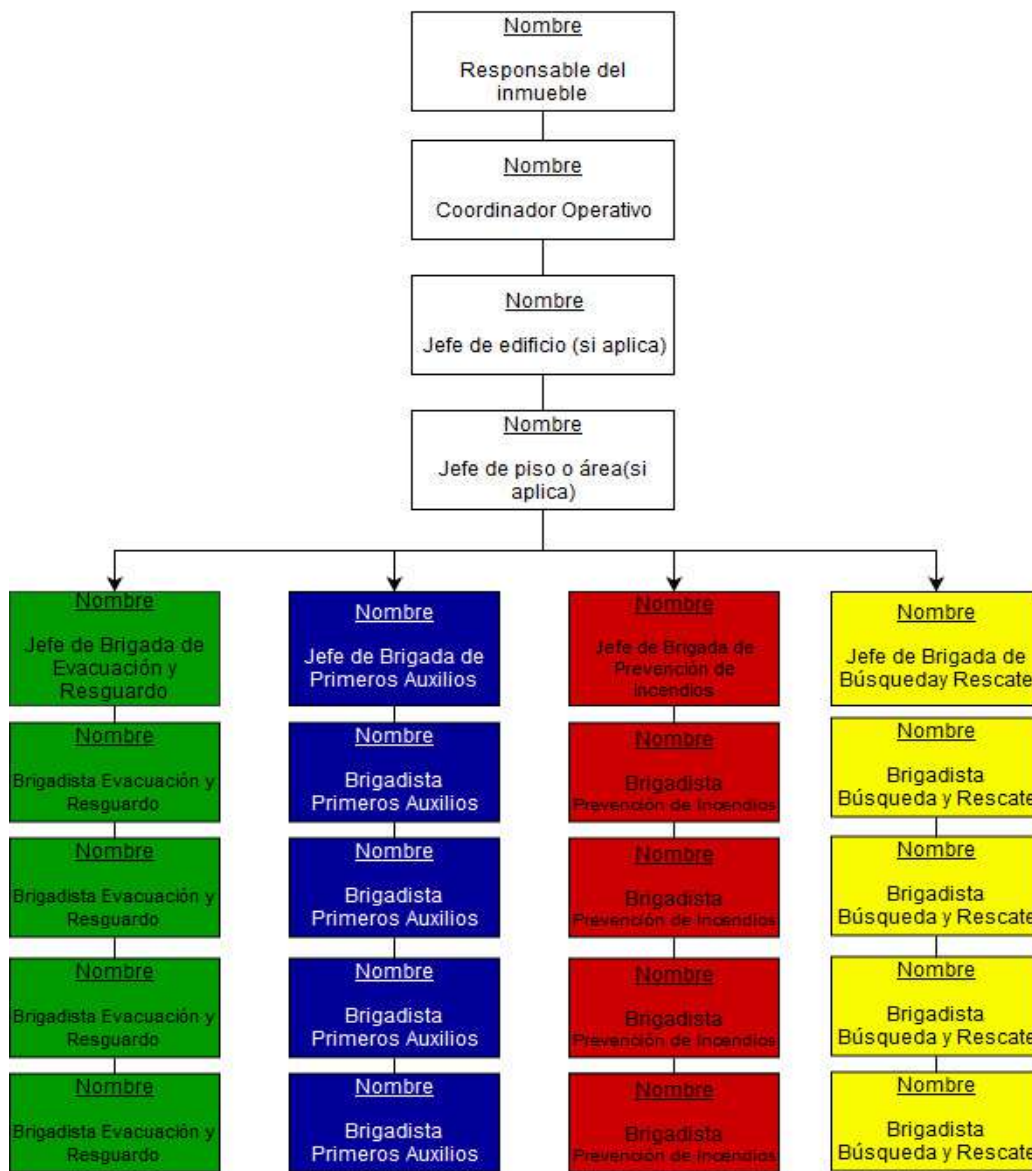 Nombre
Responsable del
inmueble
Nombre
Coordinador Operativo
Nombre
Jefe de edificio (si aplica)
Nombre
Jefe de piso o área(si
aplica)
Nombre
Jefe de Brigada de
Evacuación y
Resguardo
Nombre
Brigadista Evacuación y
Resguardo
Nombre
Brigadista Evacuación y
Resguardo
Nombre
Brigadista Evacuación y
Resguardo
Nombre
Brigadista Evacuación y
Resguardo
Nombre
Jefe de Brigada de
Primeros Auxilios
Nombre
Brigadista
Primeros Auxilios
Nombre
Brigadista
Primeros Auxilios
Nombre
Brigadista
Primeros Auxilios
Nombre
Brigadista
Primeros Auxilios
Nombre
Jefe de Brigada de
Prevención de
Incendios
Nombre
Brigadista
Prevención de Incendios
Nombre
Brigadista
Prevención de Incendios
Nombre
Brigadista
Prevención de Incendios
Nombre
Brigadista
Prevención de Incendios
Nombre
Jefe de Brigada de
Búsqueday Rescate
Nombre
Brigadista
Búsqueda y Rescate
Nombre
Brigadista
Búsqueda y Rescate
Nombre
Brigadista
Búsqueda y Rescate
Nombre
Brigadista
Búsqueda y Rescate